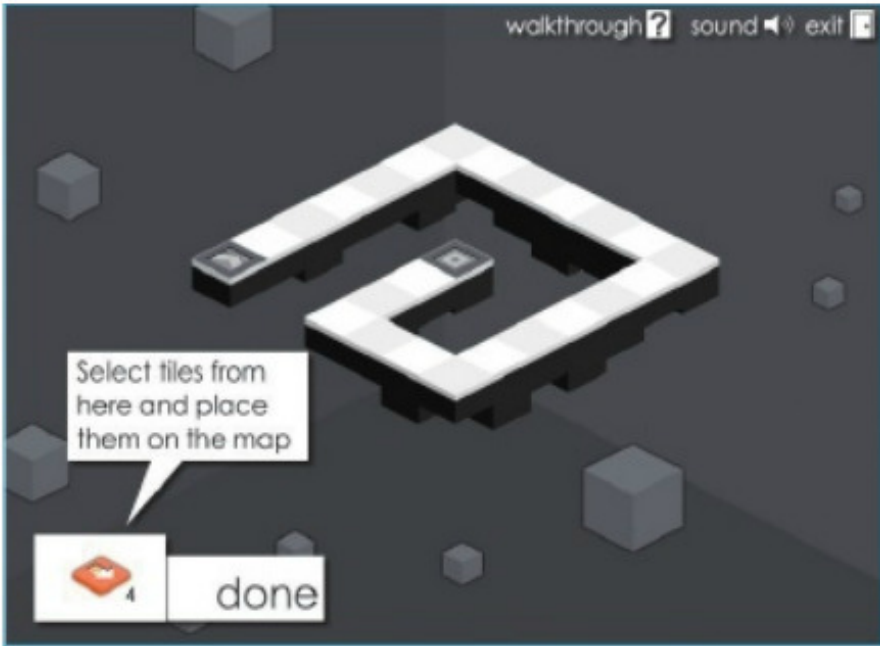 walkthrough ? sound exit
Select tiles from
here and place
them on the map
4
done